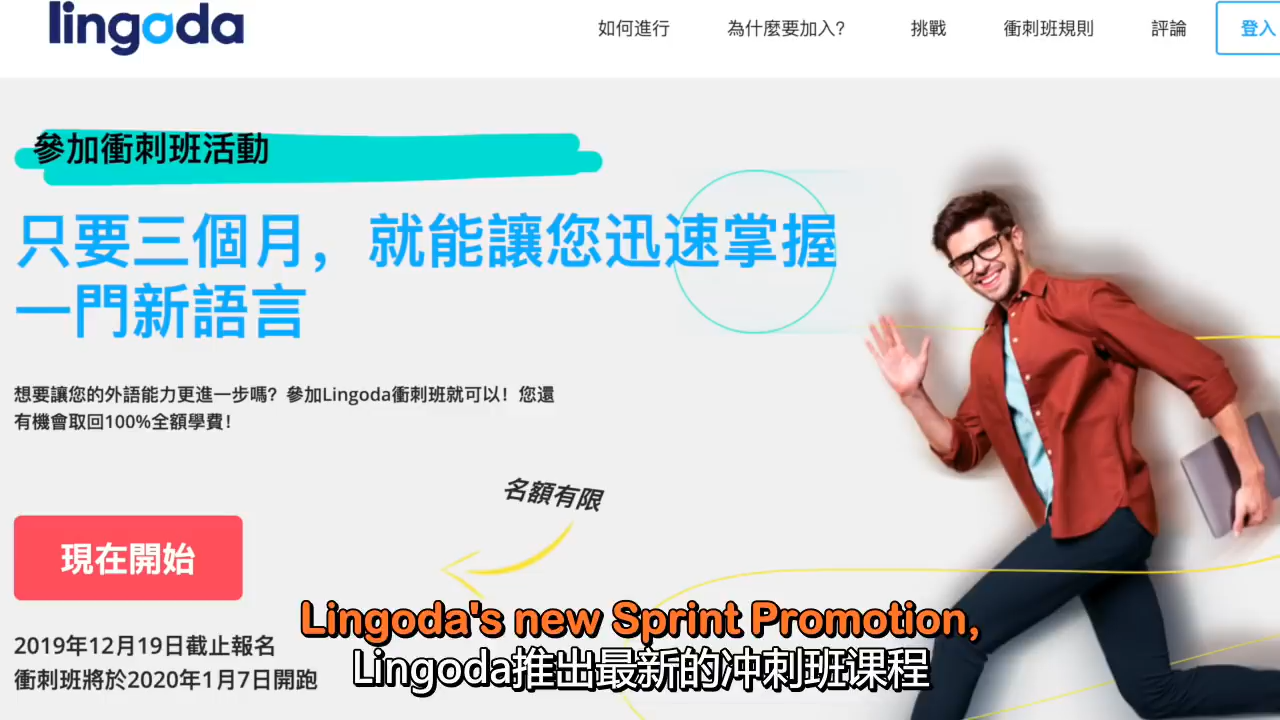 lingoda
如何進行
為什麼要加入？
挑戰
衝刺班規則
評論
登入
參加衝刺班活動
只要三個月，就能讓您迅速掌握
一門新語言
想要讓您的外語能力更進一步嗎？參加Lingoda衝刺班就可以！您還
有機會取回100%全額學費！
名額有限
現在開始
2019年12月19日截止報名
衝刺班將於2020年1月7日開跑
Lingoda's new Sprint Promotion,
Lingoda推出最新的冲刺班课程